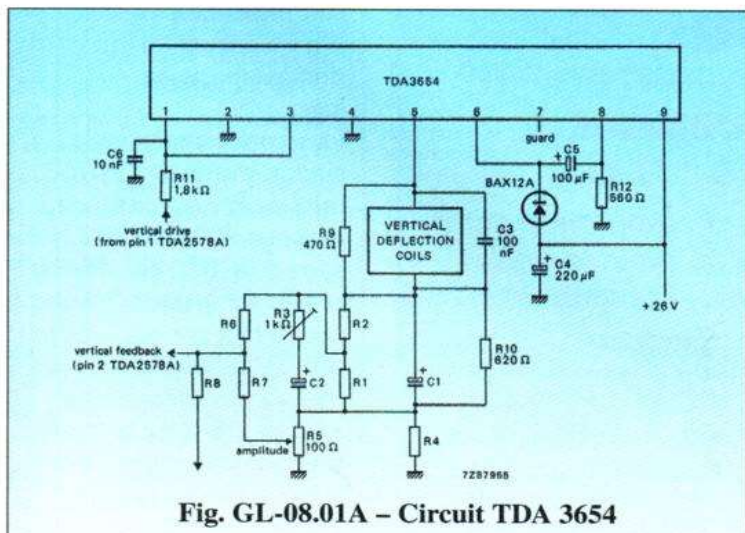 TDA3654
1 2 3 4 5 6 7 8 9
guard
C6
10 nF
R11
1,8 kΩ
vertical drive
(from pin 1 TDA2578A)
R9
470 Ω
VERTICAL
DEFLECTION
COILS
C3
100
nF
C5
+
100 µF
BAX12A
R12
560 Ω
+
C4
220 µF
+ 26 V
R6
R3
1 kΩ
R2
R10
620 Ω
vertical feedback
(pin 2 TDA2578A)
R8
R7
C2
R1
C1
amplitude
R5
100 Ω
R4
7Z87965
Fig. GL-08.01A – Circuit TDA 3654